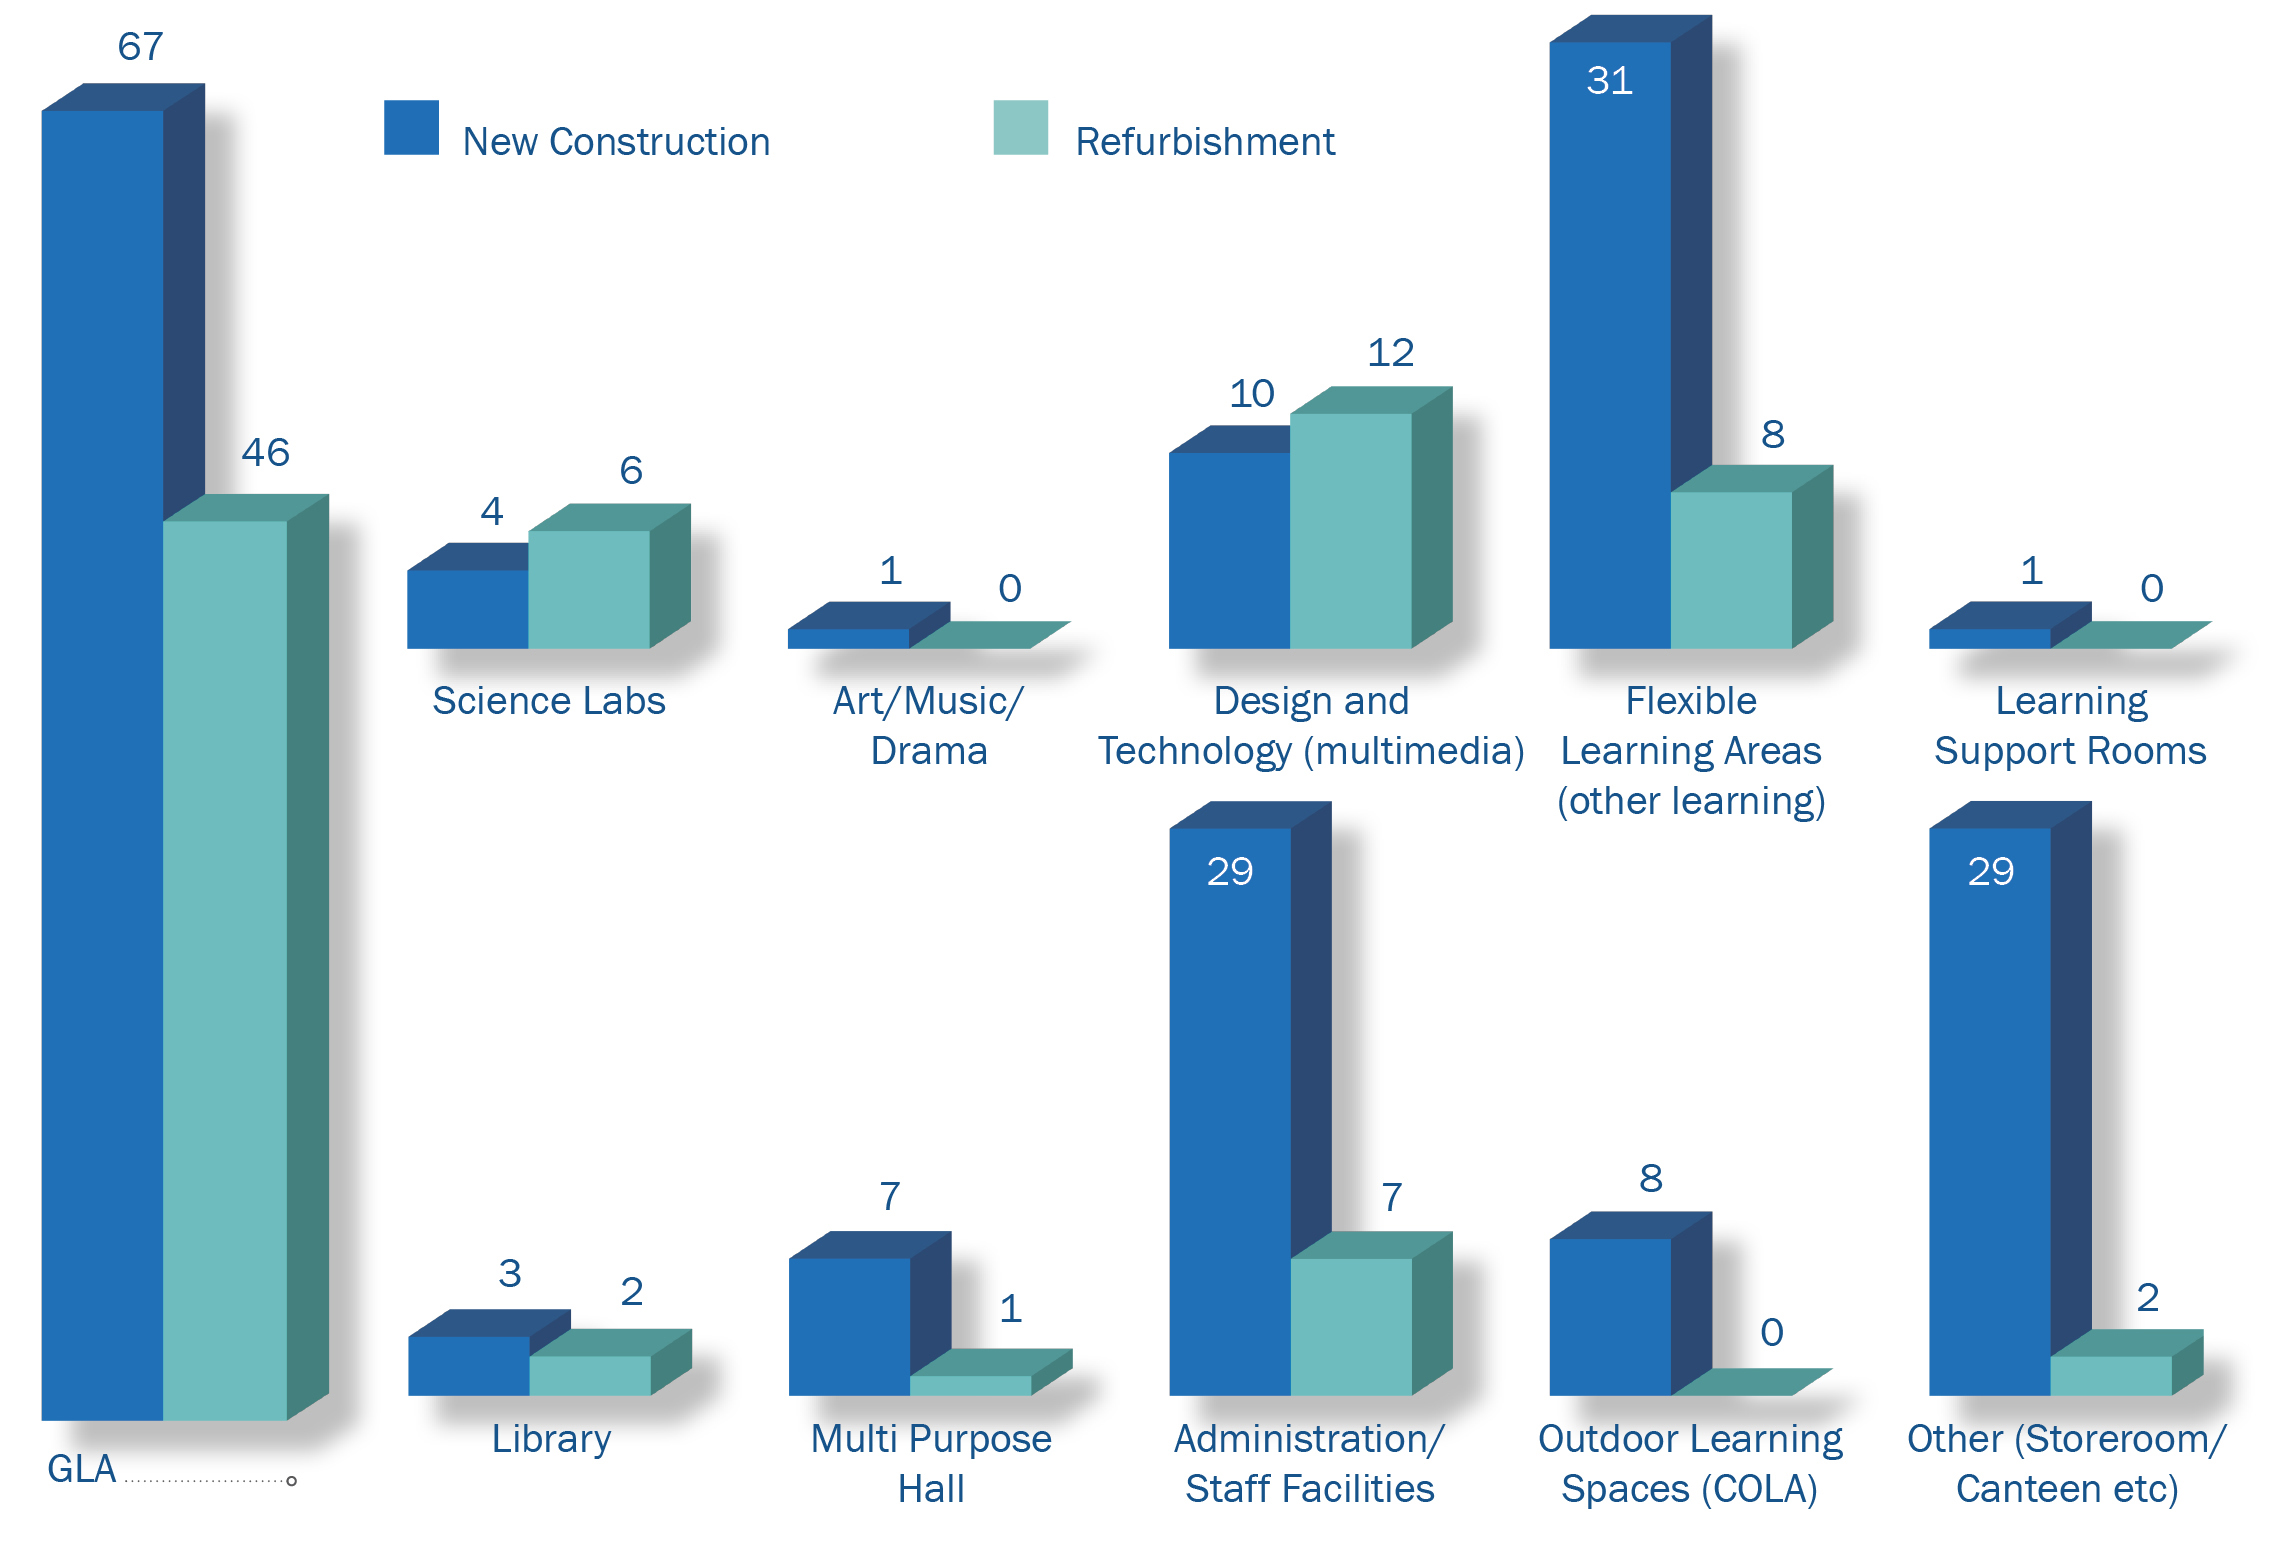 67
46
GLA
New Construction
Refurbishment
4
6
Science Labs
1
0
Art/Music/
Drama
10
12
Design and
Technology (multimedia)
31
8
Flexible
Learning Areas
(other learning)
1
0
Learning
Support Rooms
3
2
Library
7
1
Multi Purpose
Hall
29
7
Administration/
Staff Facilities
8
0
Outdoor Learning
Spaces (COLA)
29
2
Other (Storeroom/
Canteen etc)